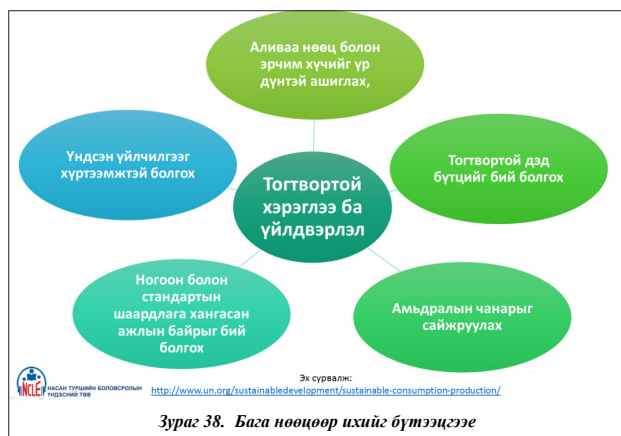 Аливаа нөөц болон
эрчим хүчийг үр
дүнтэй ашиглах,
Үндсэн үйлчилгээг
хүртээмжтэй болгох
Тогтвортой дэд
бүтцийг бий болгох
Тогтвортой
хэрэглээ ба
үйлдвэрлэл
Ногоон болон
стандартын
шаардлага хангасан
ажлын байрыг бий
болгох
Амьдралын чанарыг
сайжруулах
NCLE
НАСАН ТУРШИЙН БОЛОВСРОЛЫН
ҮНДЭСНИЙ ТӨВ
Эх сурвалж:
http://www.un.org/sustainabledevelopment/sustainable-consumption-production/
Зураг 38. Бага нөөцөөр ихийг бүтээцгээе